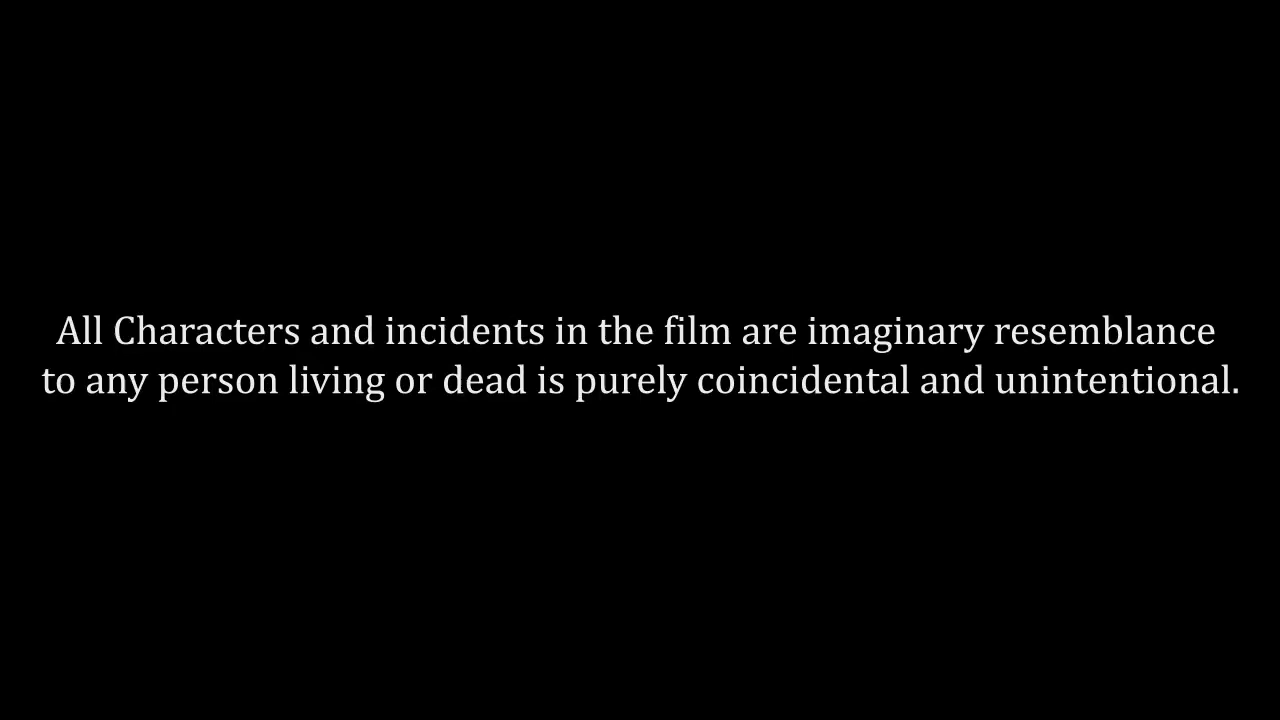 All Characters and incidents in the film are imaginary resemblance
to any person living or dead is purely coincidental and unintentional.